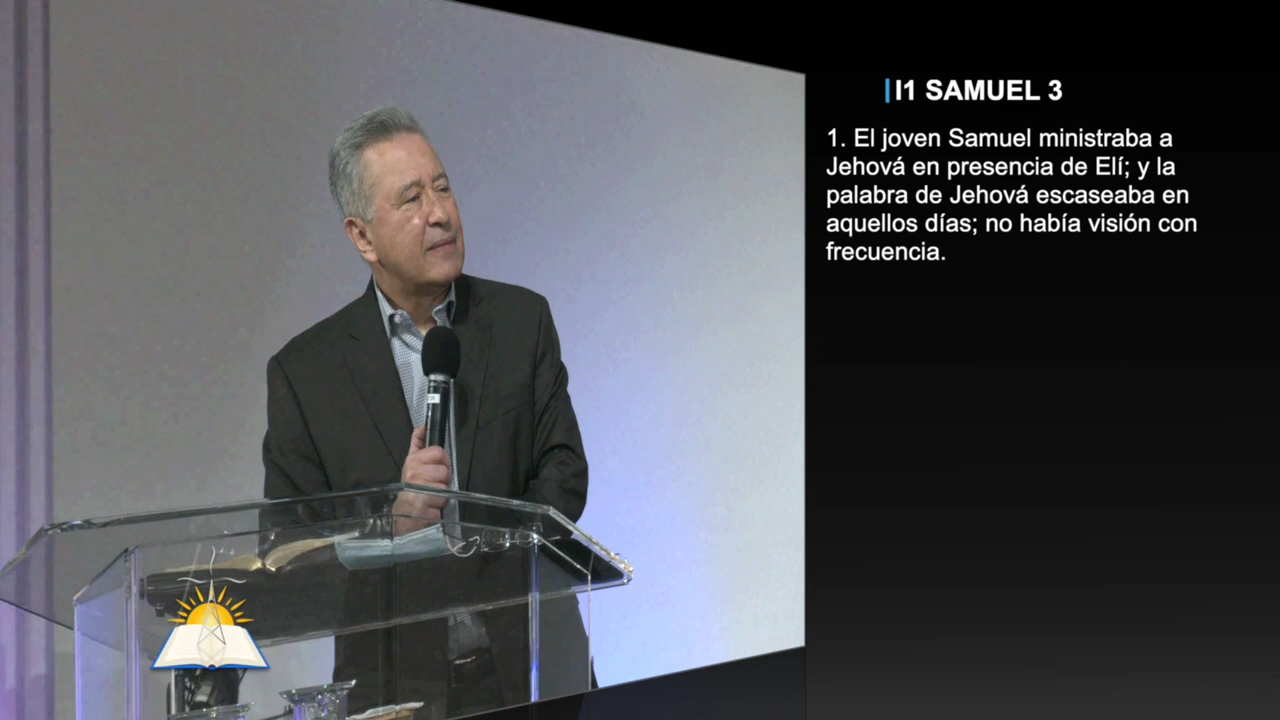 I1 SAMUEL 3
1. El joven Samuel ministraba a
Jehová en presencia de Elí; y la
palabra de Jehová escaseaba en
aquellos días; no había visión con
frecuencia.